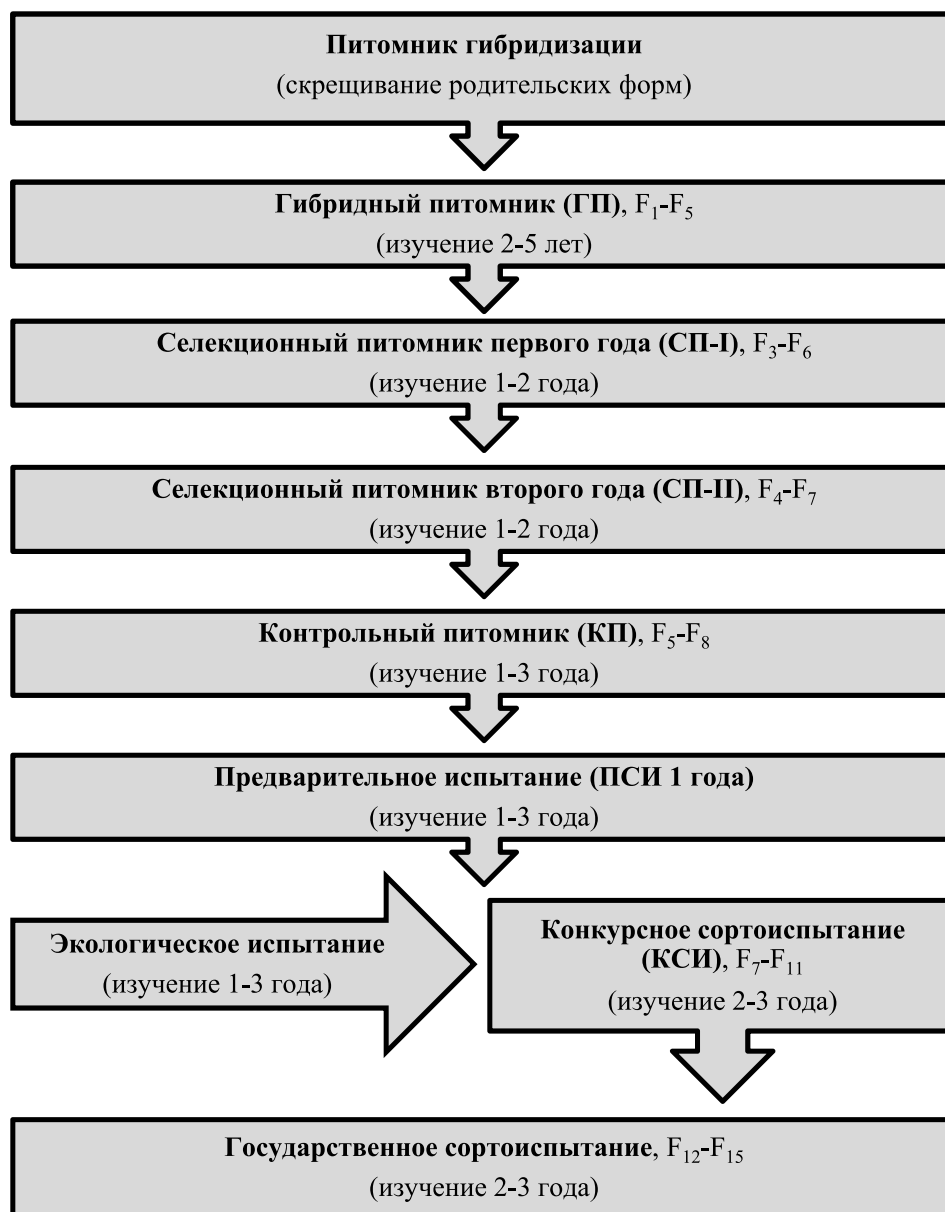 Питомник гибридизации
(скрещивание родительских форм)
Гибридный питомник (ГП), F₁-F₅
(изучение 2-5 лет)
Селекционный питомник первого года (СП-I), F₃-F₆
(изучение 1-2 года)
Селекционный питомник второго года (СП-II), F₄-F₇
(изучение 1-2 года)
Контрольный питомник (КП), F₅-F₈
(изучение 1-3 года)
Предварительное испытание (ПСИ 1 года)
(изучение 1-3 года)
Экологическое испытание
(изучение 1-3 года)
Конкурсное сортоиспытание
(КСИ), F₇-F₁₁
(изучение 2-3 года)
Государственное сортоиспытание, F₁₂-F₁₅
(изучение 2-3 года)